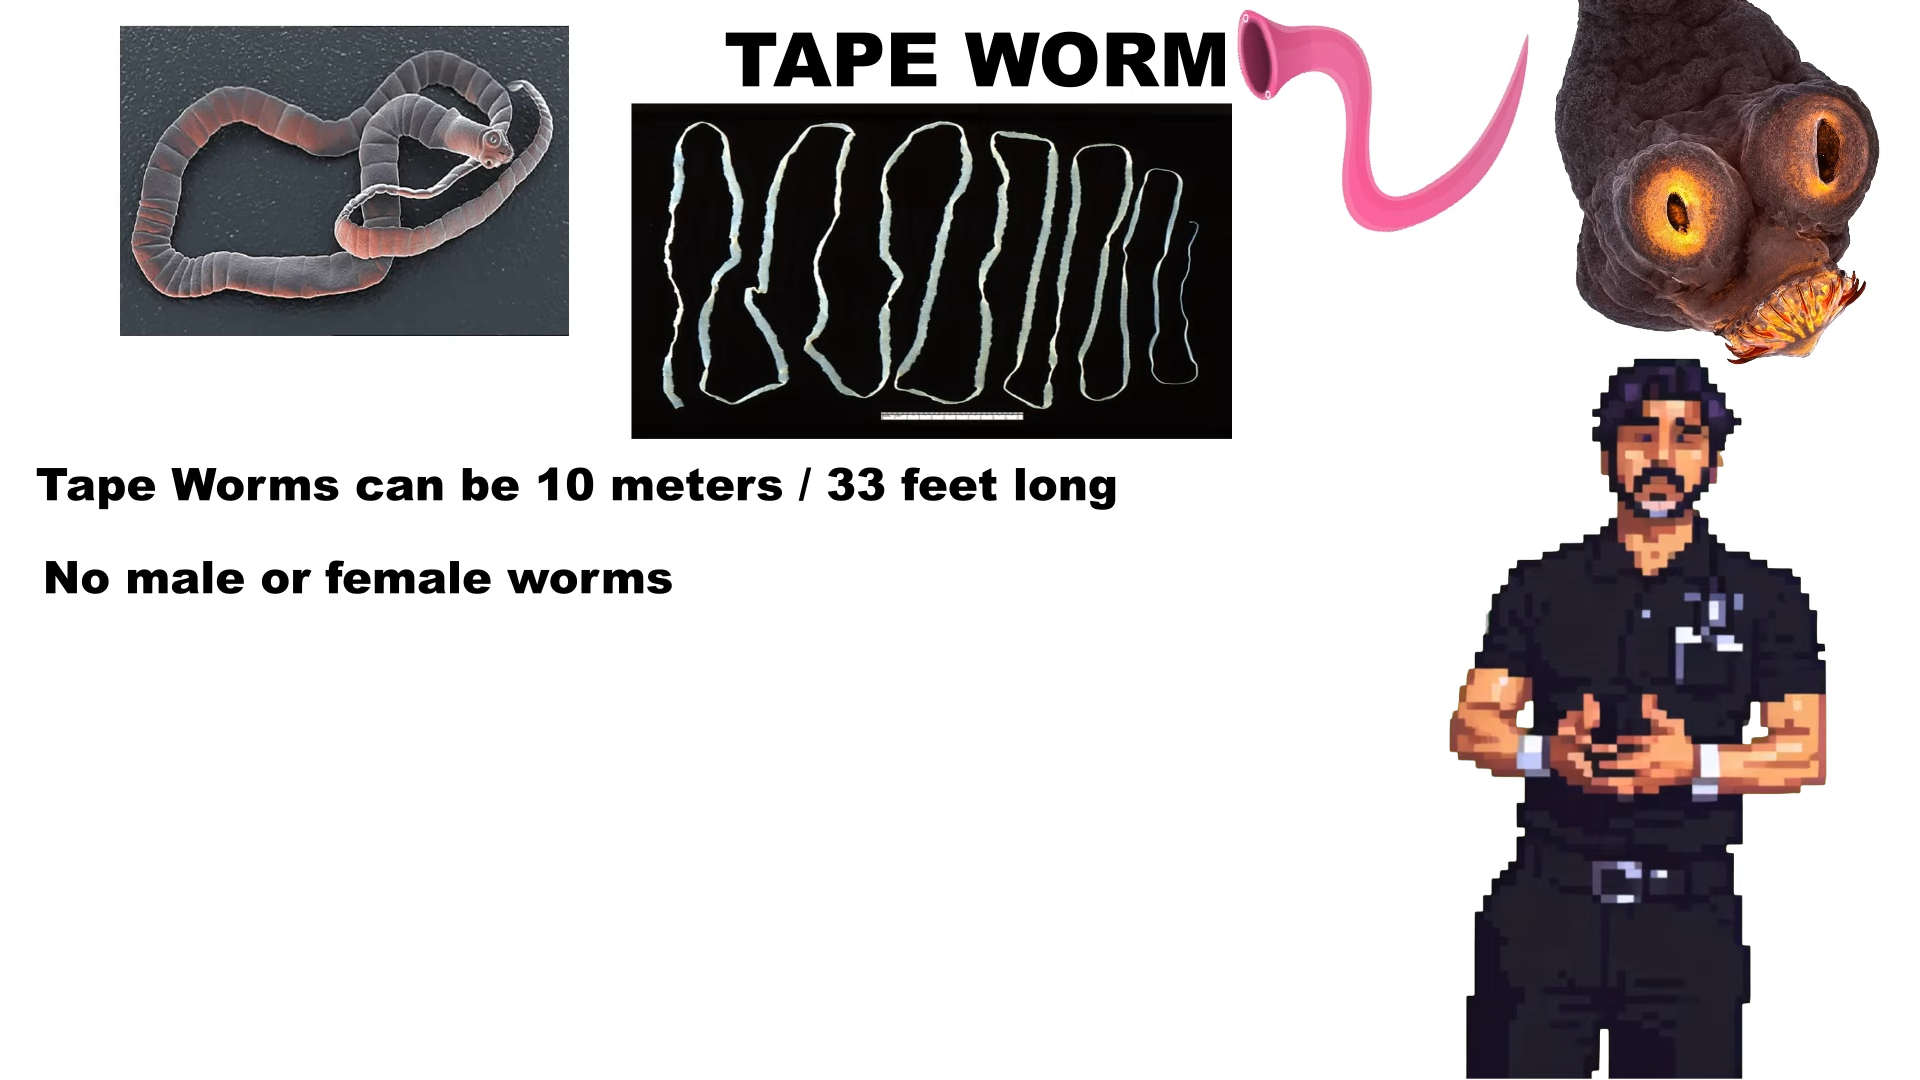 TAPE WORM
Tape Worms can be 10 meters / 33 feet long
No male or female worms